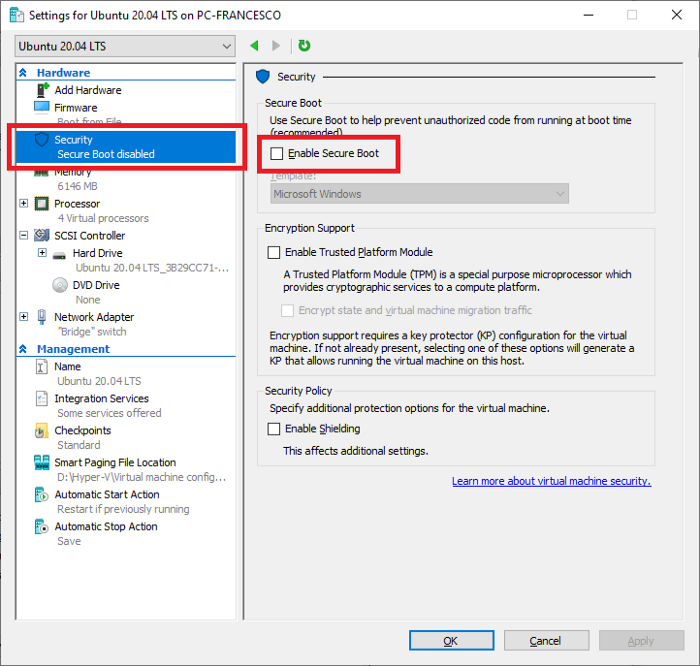 Settings for Ubuntu 20.04 LTS on PC-FRANCESCO
Ubuntu 20.04 LTS
Hardware
Add Hardware
Firmware
Boot from File
Security
Secure Boot disabled
Memory
6146 MB
Processor
4 Virtual processors
SCSI Controller
Hard Drive
Ubuntu 20.04 LTS_3B29CC71-...
DVD Drive
None
Network Adapter
"Bridge" switch
Management
Name
Ubuntu 20.04 LTS
Integration Services
Some services offered
Checkpoints
Standard
Smart Paging File Location
D:\Hyper-V\Virtual machine config...
Automatic Start Action
Restart if previously running
Automatic Stop Action
Save
Security
Secure Boot
Use Secure Boot to help prevent unauthorized code from running at boot time
(recommended)
Enable Secure Boot
Template:
Microsoft Windows
Encryption Support
Enable Trusted Platform Module
A Trusted Platform Module (TPM) is a special purpose microprocessor which
provides cryptographic services to a compute platform.
Encrypt state and virtual machine migration traffic
Encryption support requires a key protector (KP) configuration for the virtual
machine. If not already present, selecting one of these options will generate a
KP that allows running the virtual machine on this host.
Security Policy
Specify additional protection options for the virtual machine.
Enable Shielding
This affects additional settings.
Learn more about virtual machine security.
OK
Cancel
Apply